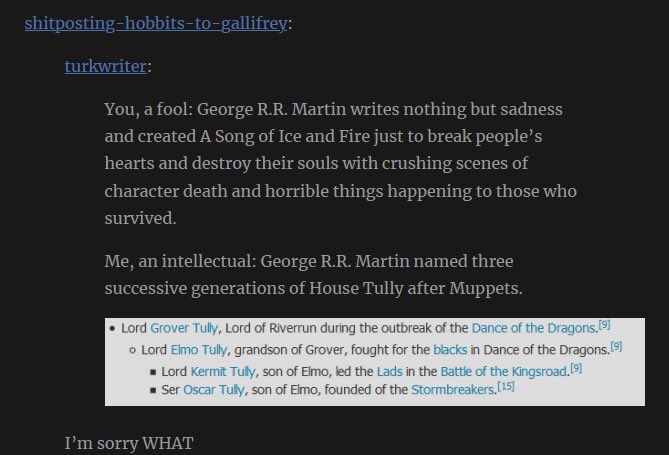 shitposting-hobbits-to-gallifrey:
turkwriter:
You, a fool: George R.R. Martin writes nothing but sadness
and created A Song of Ice and Fire just to break people’s
hearts and destroy their souls with crushing scenes of
character death and horrible things happening to those who
survived.
Me, an intellectual: George R.R. Martin named three
successive generations of House Tully after Muppets.
• Lord Grover Tully, Lord of Riverrun during the outbreak of the Dance of the Dragons.[9]
○ Lord Elmo Tully, grandson of Grover, fought for the blacks in Dance of the Dragons.[9]
▪ Lord Kermit Tully, son of Elmo, led the Lads in the Battle of the Kingsroad.[9]
▪ Ser Oscar Tully, son of Elmo, founded of the Stormbreakers.[15]
I’m sorry WHAT